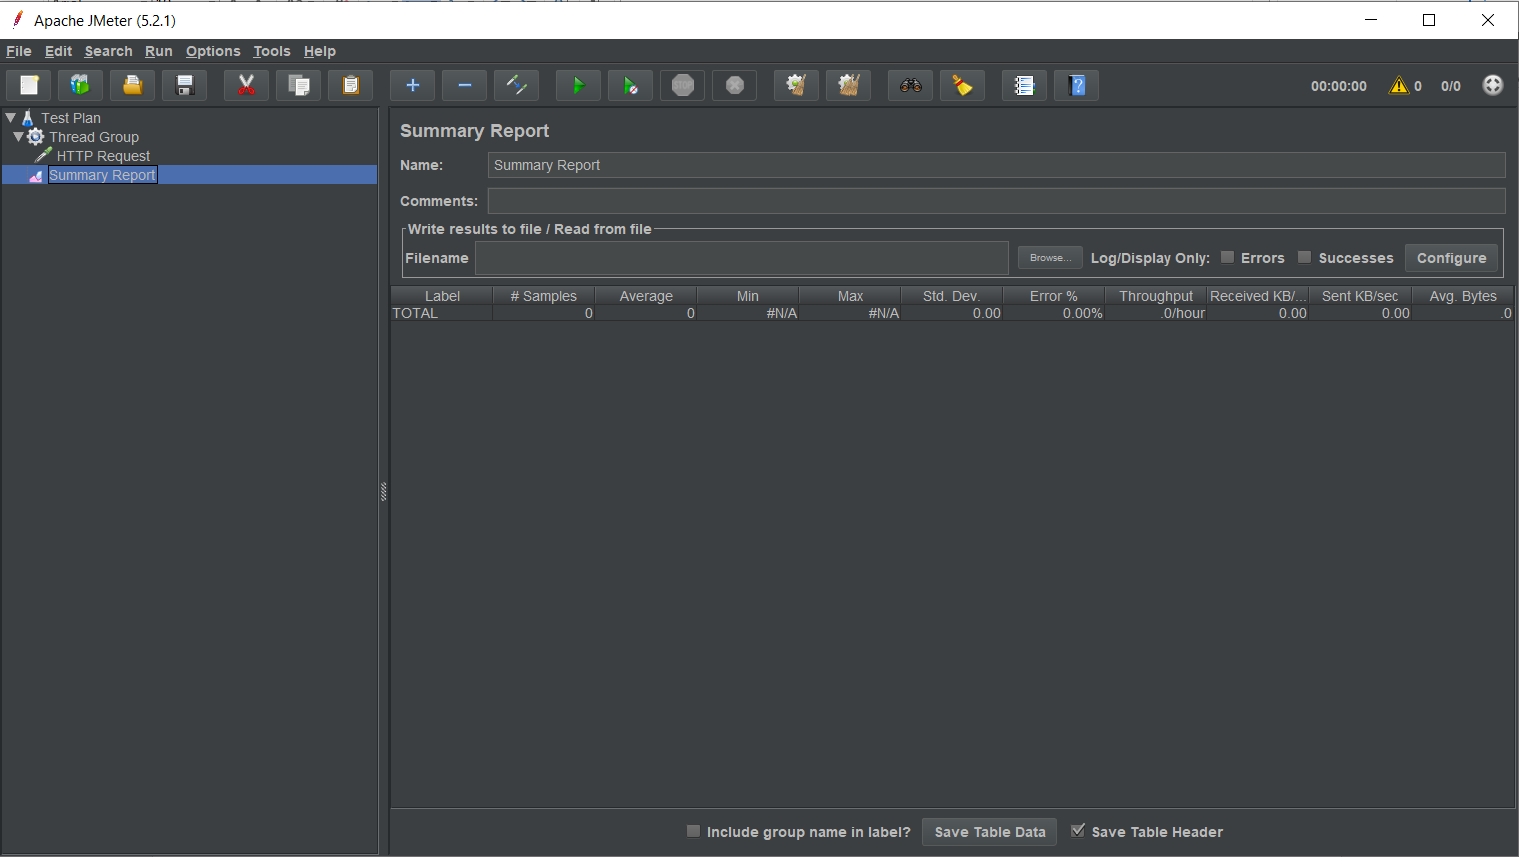 Apache JMeter (5.2.1)
File Edit Search Run Options Tools Help
STOP
00:00:00 0 0/0
Test Plan
Thread Group
HTTP Request
Summary Report
Summary Report
Name: Summary Report
Comments:
Write results to file / Read from file
Filename Browse... Log/Display Only: Errors Successes Configure
Label # Samples Average Min Max Std. Dev. Error % Throughput Received KB/... Sent KB/sec Avg. Bytes
TOTAL 0 0 #N/A #N/A 0.00 0.00% .0/hour 0.00 0.00 .0
Include group name in label? Save Table Data Save Table Header